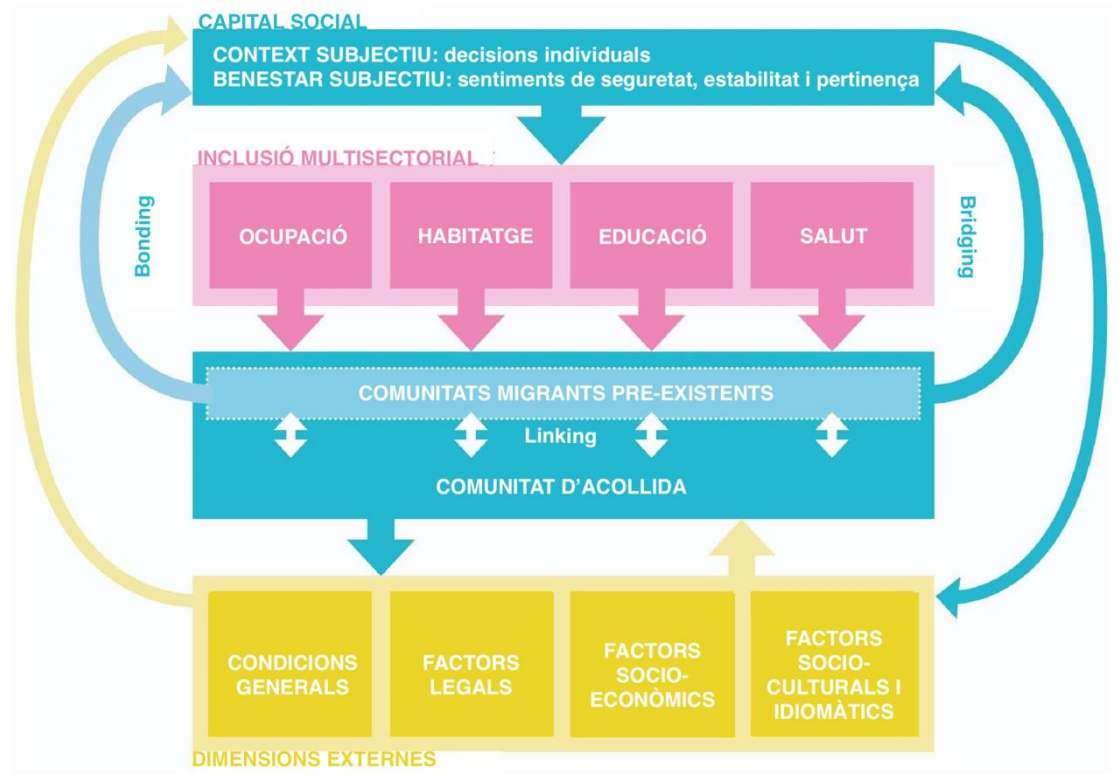 CAPITAL SOCIAL
CONTEXT SUBJECTIU: decisions individuals
BENESTAR SUBJECTIU: sentiments de seguretat, estabilitat i pertinença
INCLUSIÓ MULTISECTORIAL :
Bonding
OCUPACIÓ
HABITATGE
EDUCACIÓ
SALUT
Bridging
COMUNITATS MIGRANTS PRE-EXISTENTS
Linking
COMUNITAT D’ACOLLIDA
CONDICIONS
GENERALS
FACTORS
LEGALS
FACTORS
SOCIO-
ECONÒMICS
FACTORS
SOCIO-
CULTURALS I
IDIOMÀTICS
DIMENSIONS EXTERNES